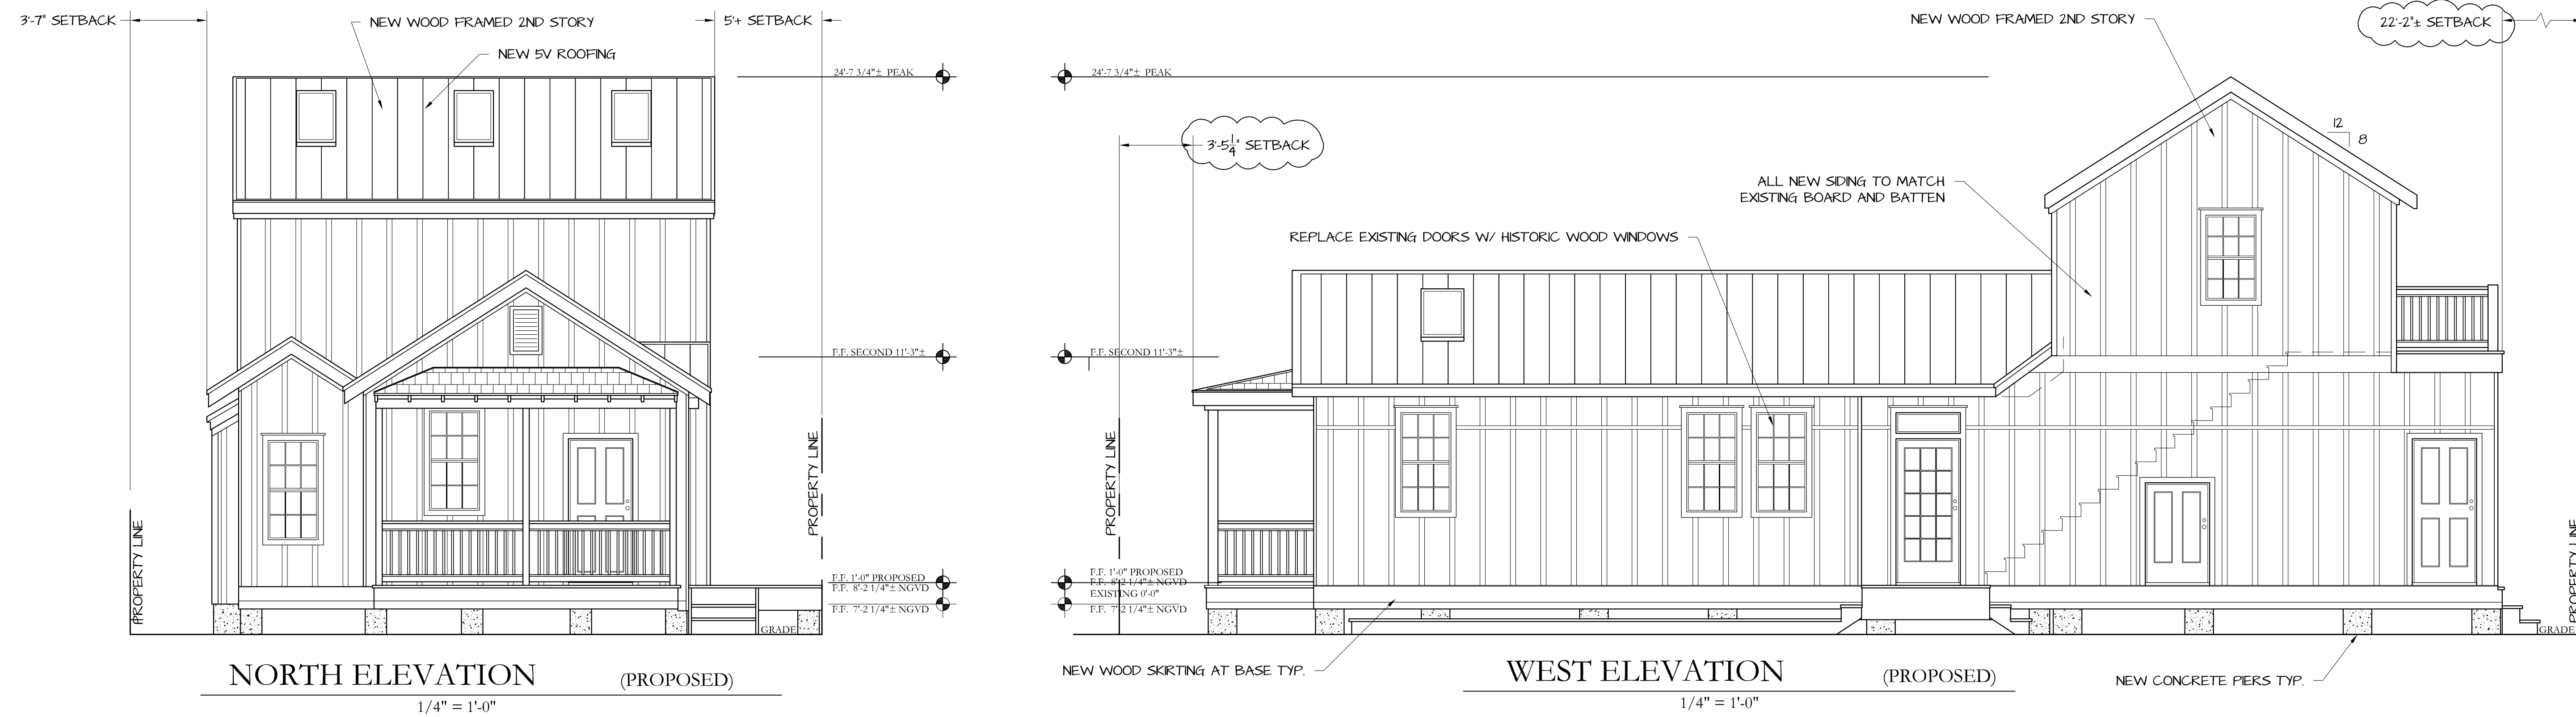 3'-7" SETBACK
NEW WOOD FRAMED 2ND STORY
5'+ SETBACK
NEW 5V ROOFING
24'-7 3/4"± PEAK
F.F. SECOND 11'-3"±
PROPERTY LINE
PROPERTY LINE
F.F. 1'-0" PROPOSED
F.F. 8'-2 1/4"± NGVD
F.F. 7'-2 1/4"± NGVD
GRADE
NORTH ELEVATION (PROPOSED)
1/4" = 1'-0"
NEW WOOD FRAMED 2ND STORY
22'-2"± SETBACK
24'-7 3/4"± PEAK
3'-5 1/4" SETBACK
12
8
ALL NEW SIDING TO MATCH
EXISTING BOARD AND BATTEN
REPLACE EXISTING DOORS W/ HISTORIC WOOD WINDOWS
F.F. SECOND 11'-3"±
PROPERTY LINE
PROPERTY LINE
F.F. 1'-0" PROPOSED
F.F. 8'-2 1/4"± NGVD
EXISTING 0'-0"
F.F. 7'-2 1/4"± NGVD
GRADE
NEW WOOD SKIRTING AT BASE TYP.
WEST ELEVATION (PROPOSED)
1/4" = 1'-0"
NEW CONCRETE PIERS TYP.